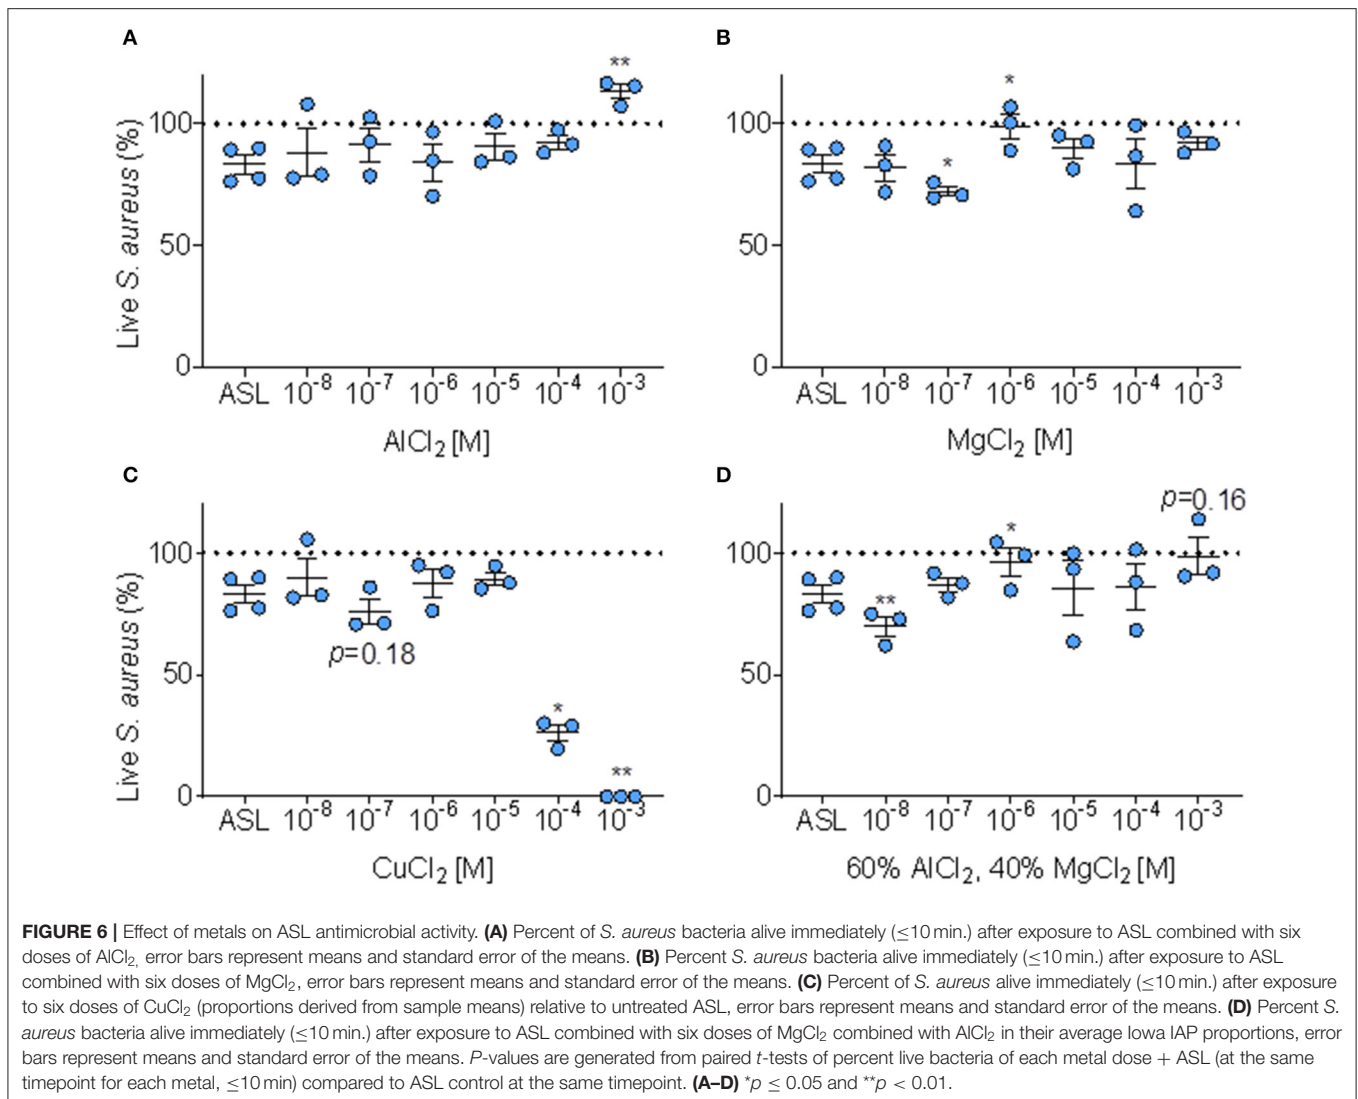 A
**
Live S. aureus (%)
100
50
0
ASL 10⁻⁸ 10⁻⁷ 10⁻⁶ 10⁻⁵ 10⁻⁴ 10⁻³
AlCl₂ [M]
B
*
*
100
50
0
ASL 10⁻⁸ 10⁻⁷ 10⁻⁶ 10⁻⁵ 10⁻⁴ 10⁻³
MgCl₂ [M]
C
Live S. aureus (%)
100
50
0
p=0.18
*
**
ASL 10⁻⁸ 10⁻⁷ 10⁻⁶ 10⁻⁵ 10⁻⁴ 10⁻³
CuCl₂ [M]
D
p=0.16
*
**
100
50
0
ASL 10⁻⁸ 10⁻⁷ 10⁻⁶ 10⁻⁵ 10⁻⁴ 10⁻³
60% AlCl₂, 40% MgCl₂ [M]
FIGURE 6 | Effect of metals on ASL antimicrobial activity. (A) Percent of S. aureus bacteria alive immediately (≤10 min.) after exposure to ASL combined with six
doses of AlCl₂, error bars represent means and standard error of the means. (B) Percent S. aureus bacteria alive immediately (≤10 min.) after exposure to ASL
combined with six doses of MgCl₂, error bars represent means and standard error of the means. (C) Percent of S. aureus alive immediately (≤10 min.) after exposure
to six doses of CuCl₂ (proportions derived from sample means) relative to untreated ASL, error bars represent means and standard error of the means. (D) Percent S.
aureus bacteria alive immediately (≤10 min.) after exposure to ASL combined with six doses of MgCl₂ combined with AlCl₂ in their average Iowa IAP proportions, error
bars represent means and standard error of the means. P-values are generated from paired t-tests of percent live bacteria of each metal dose + ASL (at the same
timepoint for each metal, ≤10 min) compared to ASL control at the same timepoint. (A–D) *p ≤ 0.05 and **p < 0.01.